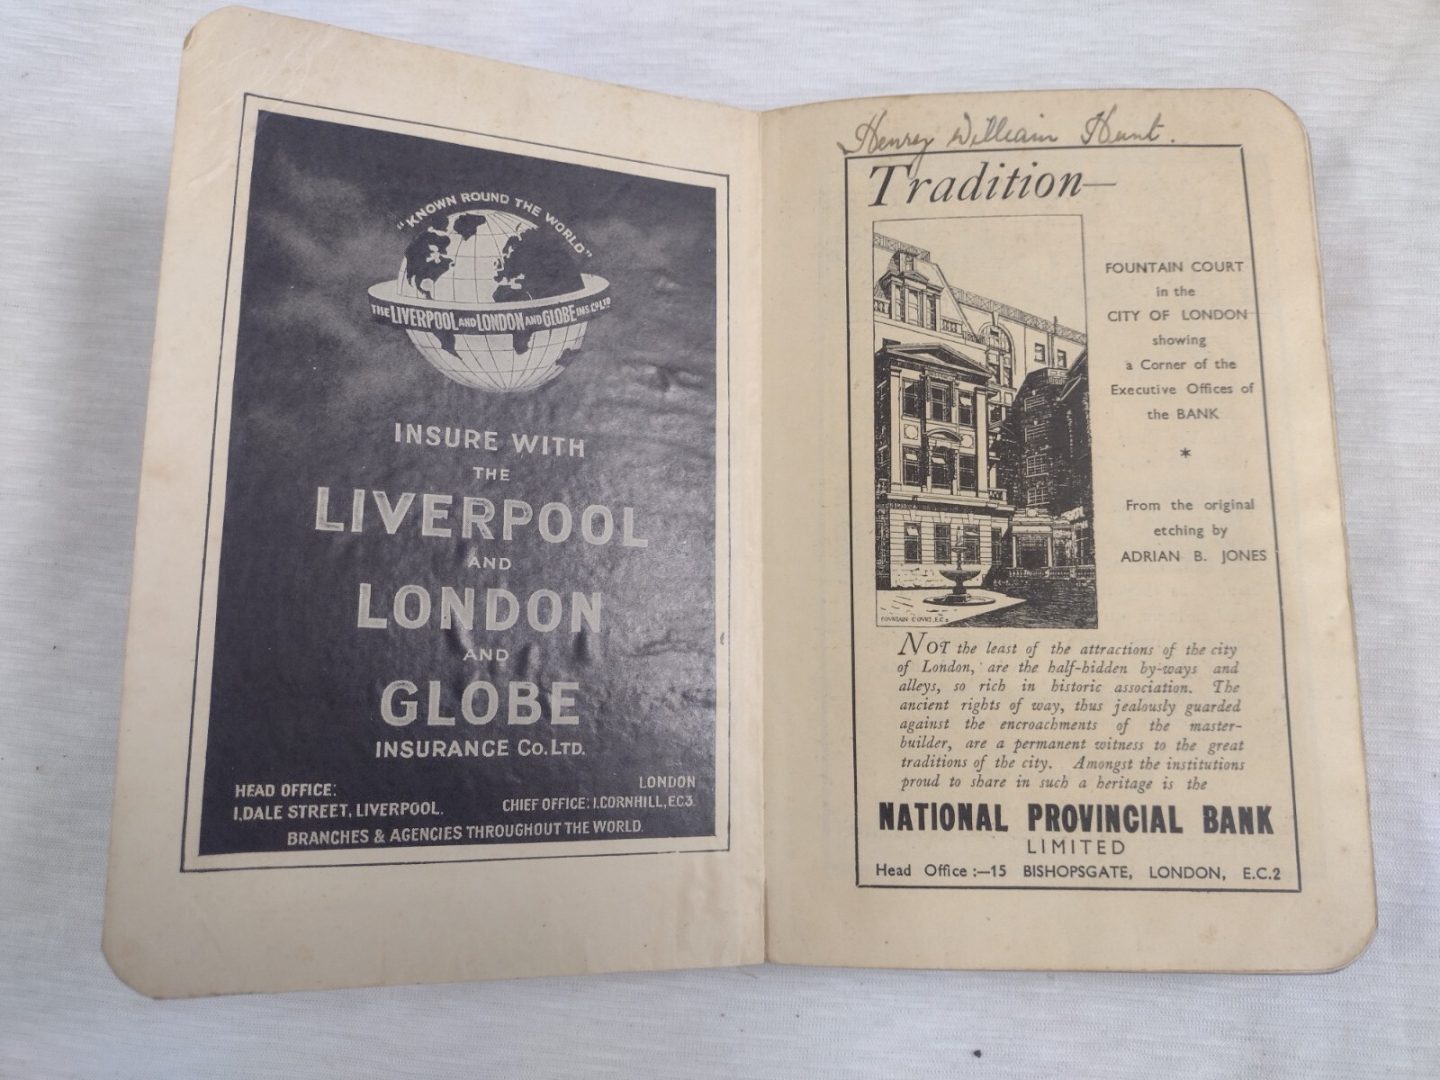 "KNOWN ROUND THE WORLD"
THE LIVERPOOL AND LONDON AND GLOBE INS. CO. LTD
INSURE WITH
THE
LIVERPOOL
AND
LONDON
AND
GLOBE
INSURANCE CO. LTD.
HEAD OFFICE:
1, DALE STREET, LIVERPOOL.
LONDON
CHIEF OFFICE: 1. CORNHILL, EC3.
BRANCHES & AGENCIES THROUGHOUT THE WORLD.
Henry William Hunt.
Tradition—
FOUNTAIN COURT
in the
CITY OF LONDON
showing
a Corner of the
Executive Offices of
the BANK
*
From the original
etching by
ADRIAN B. JONES
FOUNTAIN COURT, E.C.2
NOT the least of the attractions of the city
of London, are the half-hidden by-ways and
alleys, so rich in historic association. The
ancient rights of way, thus jealously guarded
against the encroachments of the master-
builder, are a permanent witness to the great
traditions of the city. Amongst the institutions
proud to share in such a heritage is the
NATIONAL PROVINCIAL BANK
LIMITED
Head Office :—15 BISHOPSGATE, LONDON, E.C.2